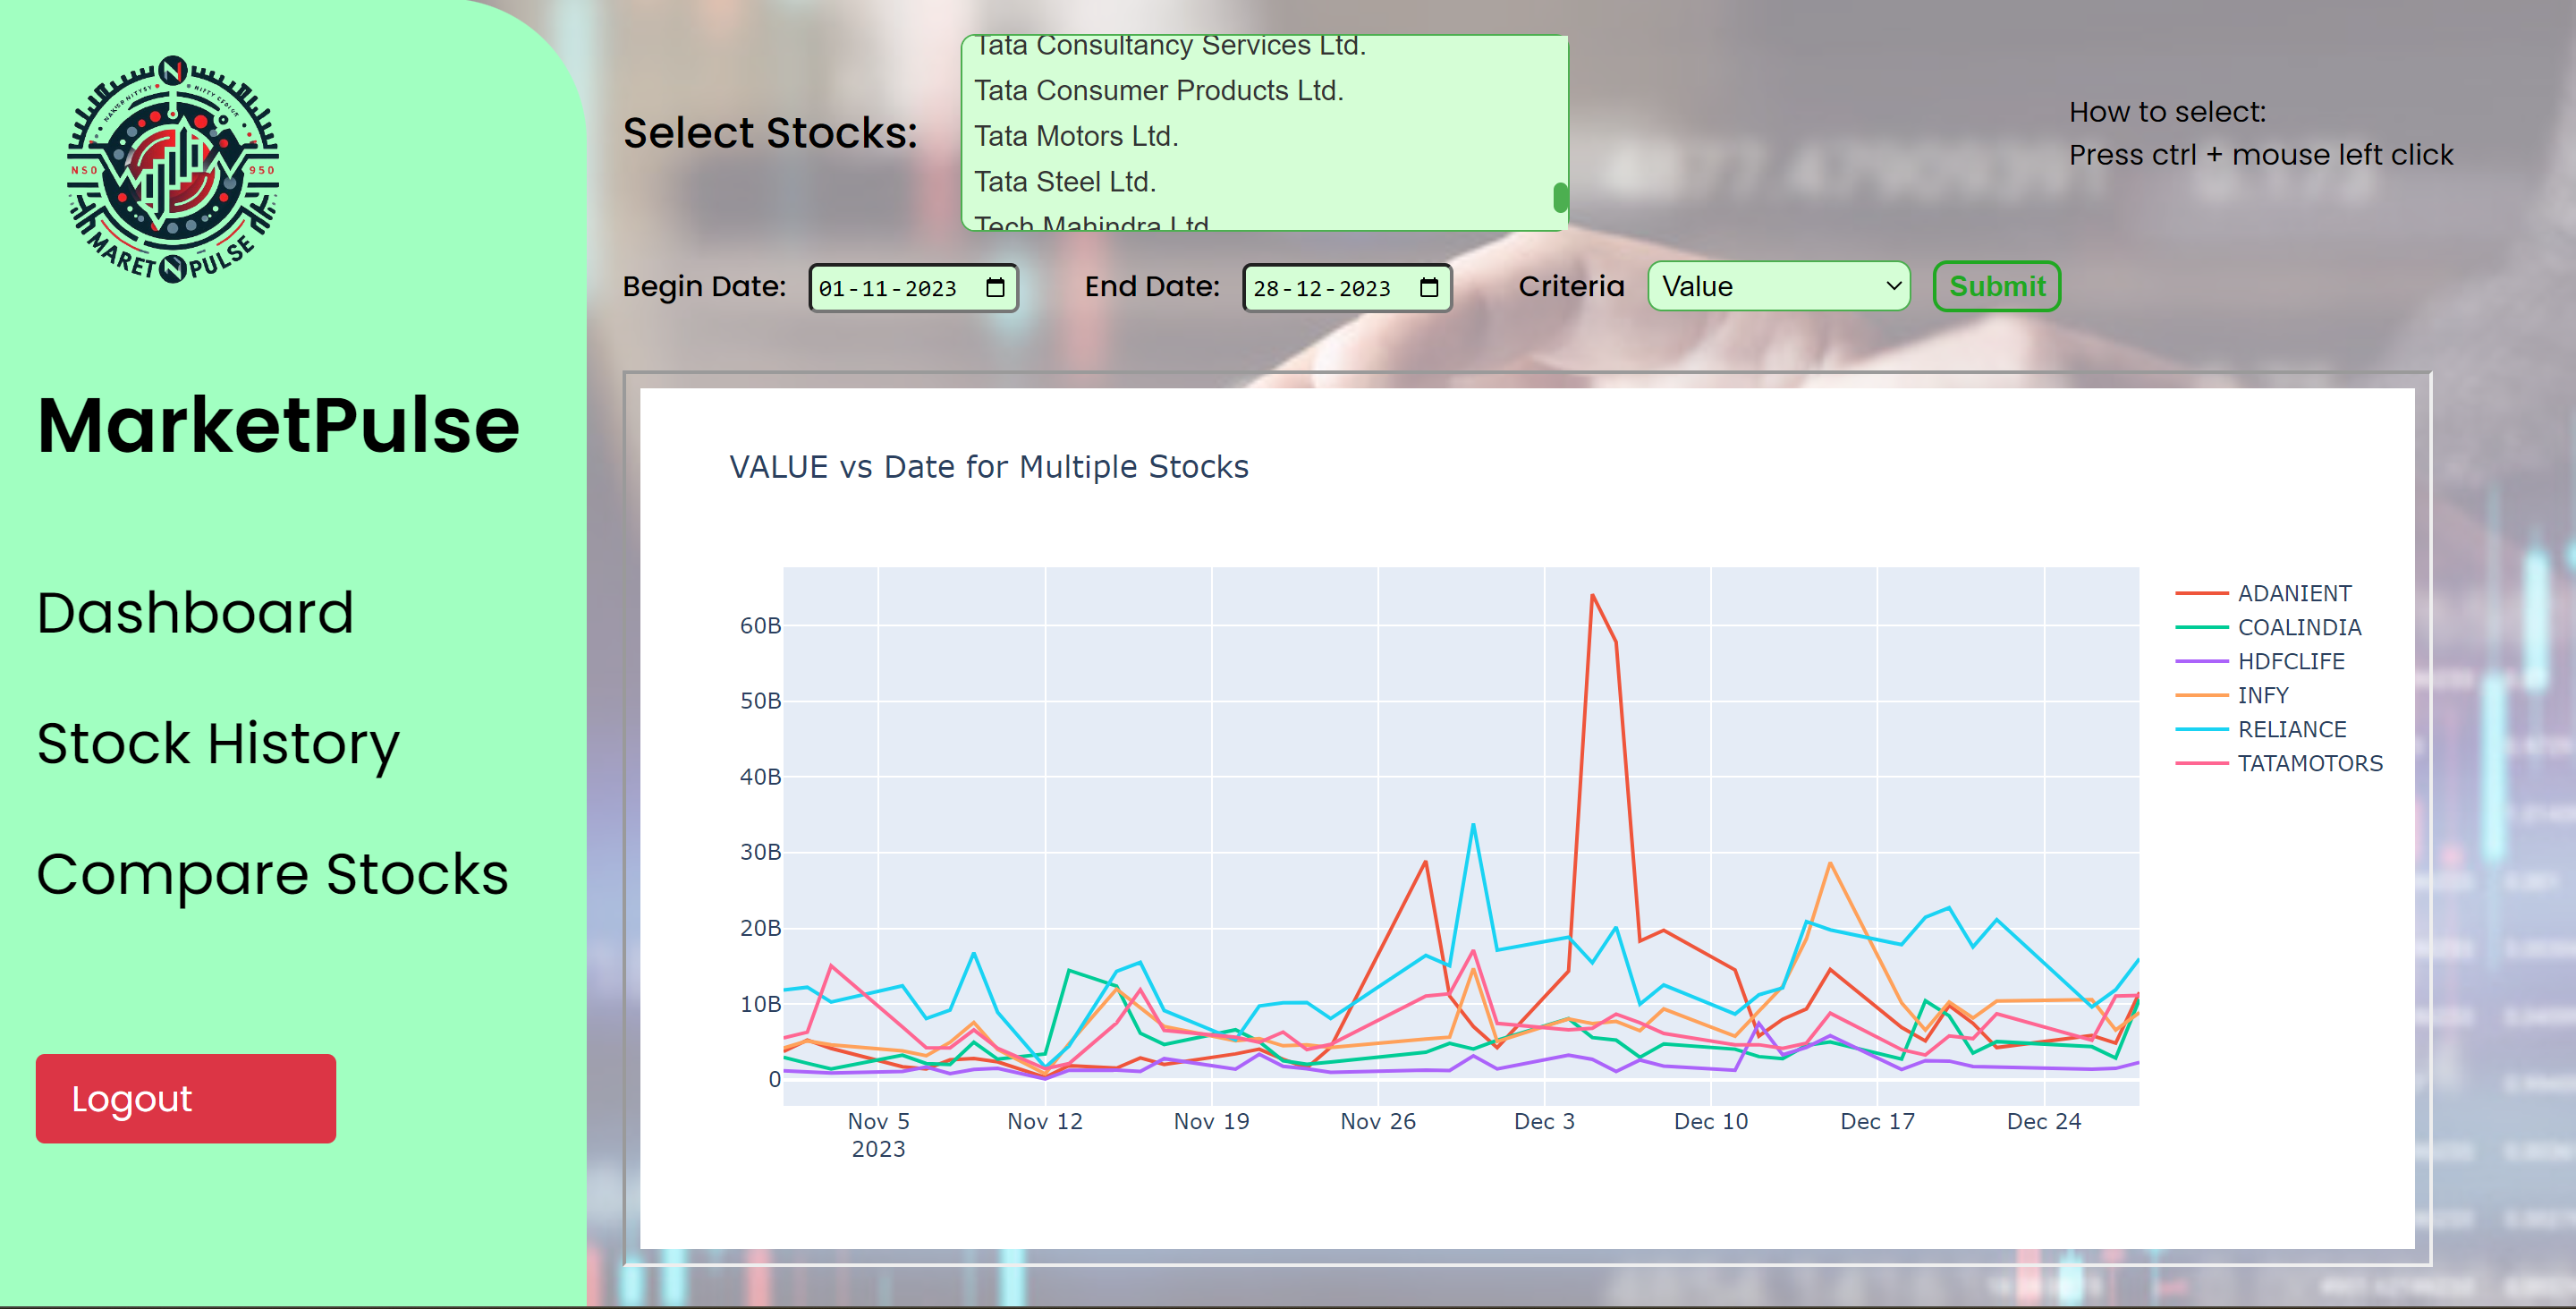 NS0
950
MARET PULSE
MarketPulse
Dashboard
Stock History
Compare Stocks
Logout
Select Stocks:
Tata Consultancy Services Ltd.
Tata Consumer Products Ltd.
Tata Motors Ltd.
Tata Steel Ltd.
Tech Mahindra Ltd.
How to select:
Press ctrl + mouse left click
Begin Date: 01-11-2023 End Date: 28-12-2023 Criteria Value Submit
VALUE vs Date for Multiple Stocks
60B
50B
40B
30B
20B
10B
0
Nov 5 Nov 12 Nov 19 Nov 26 Dec 3 Dec 10 Dec 17 Dec 24
2023
ADANIENT
COALINDIA
HDFCLIFE
INFY
RELIANCE
TATAMOTORS